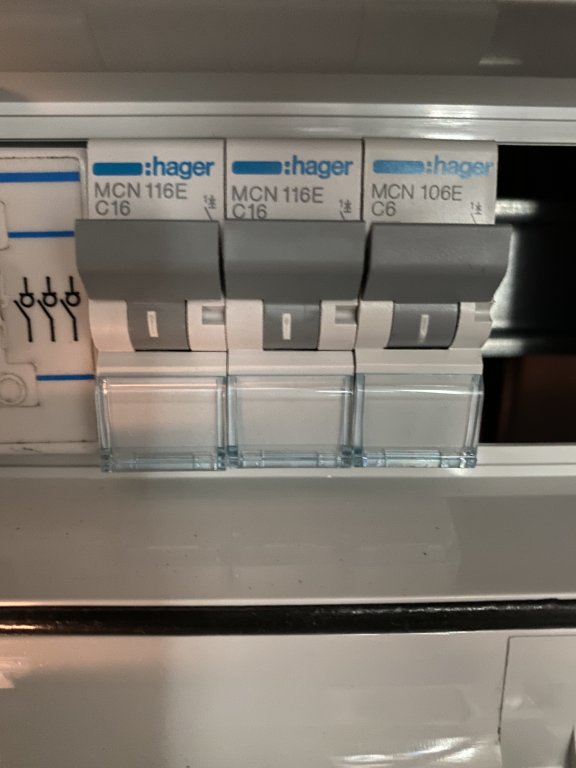 :hager
MCN 116E
C16
:hager
MCN 116E
C16
:hager
MCN 106E
C6